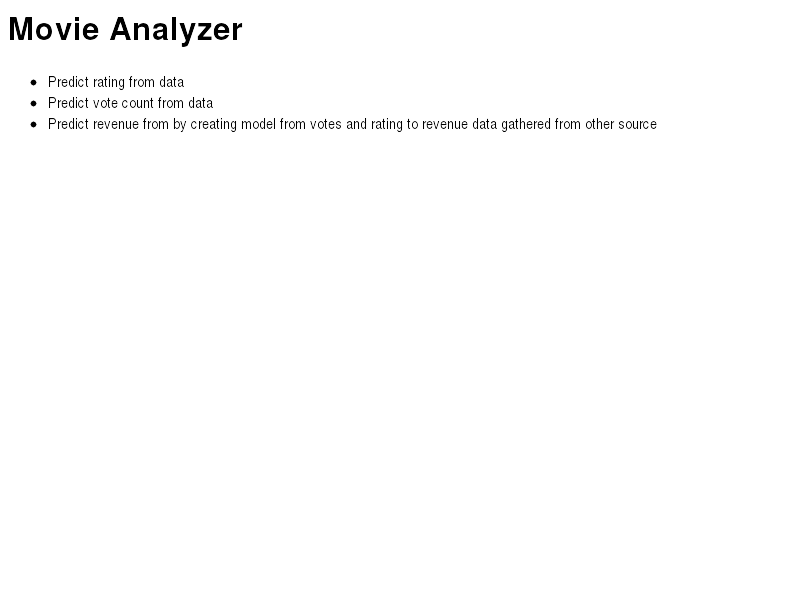 Movie Analyzer
Predict rating from data
Predict vote count from data
Predict revenue from by creating model from votes and rating to revenue data gathered from other source